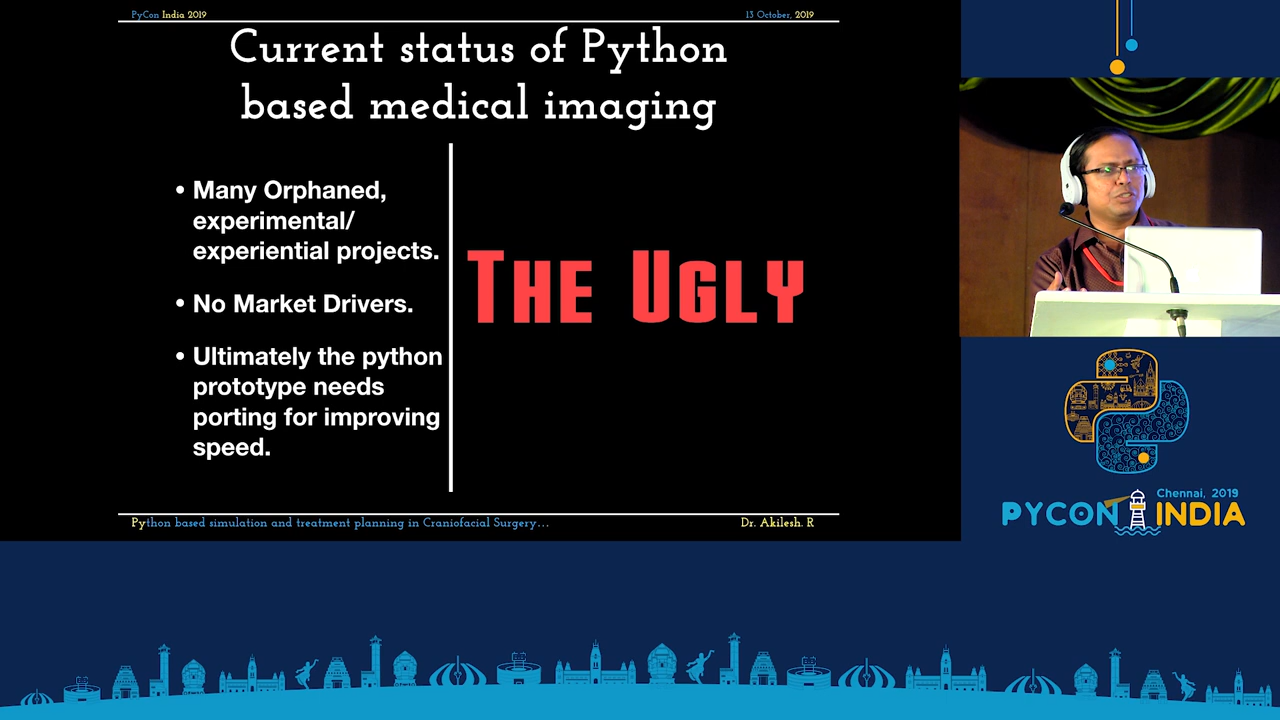 PyCon India 2019
13 October, 2019
Current status of Python
based medical imaging
• Many Orphaned,
experimental/
experiential projects.
• No Market Drivers.
• Ultimately the python
prototype needs
porting for improving
speed.
THE UGLY
Python based simulation and treatment planning in Craniofacial Surgery...
Dr. Akilesh. R
Chennai, 2019
PYCON INDIA